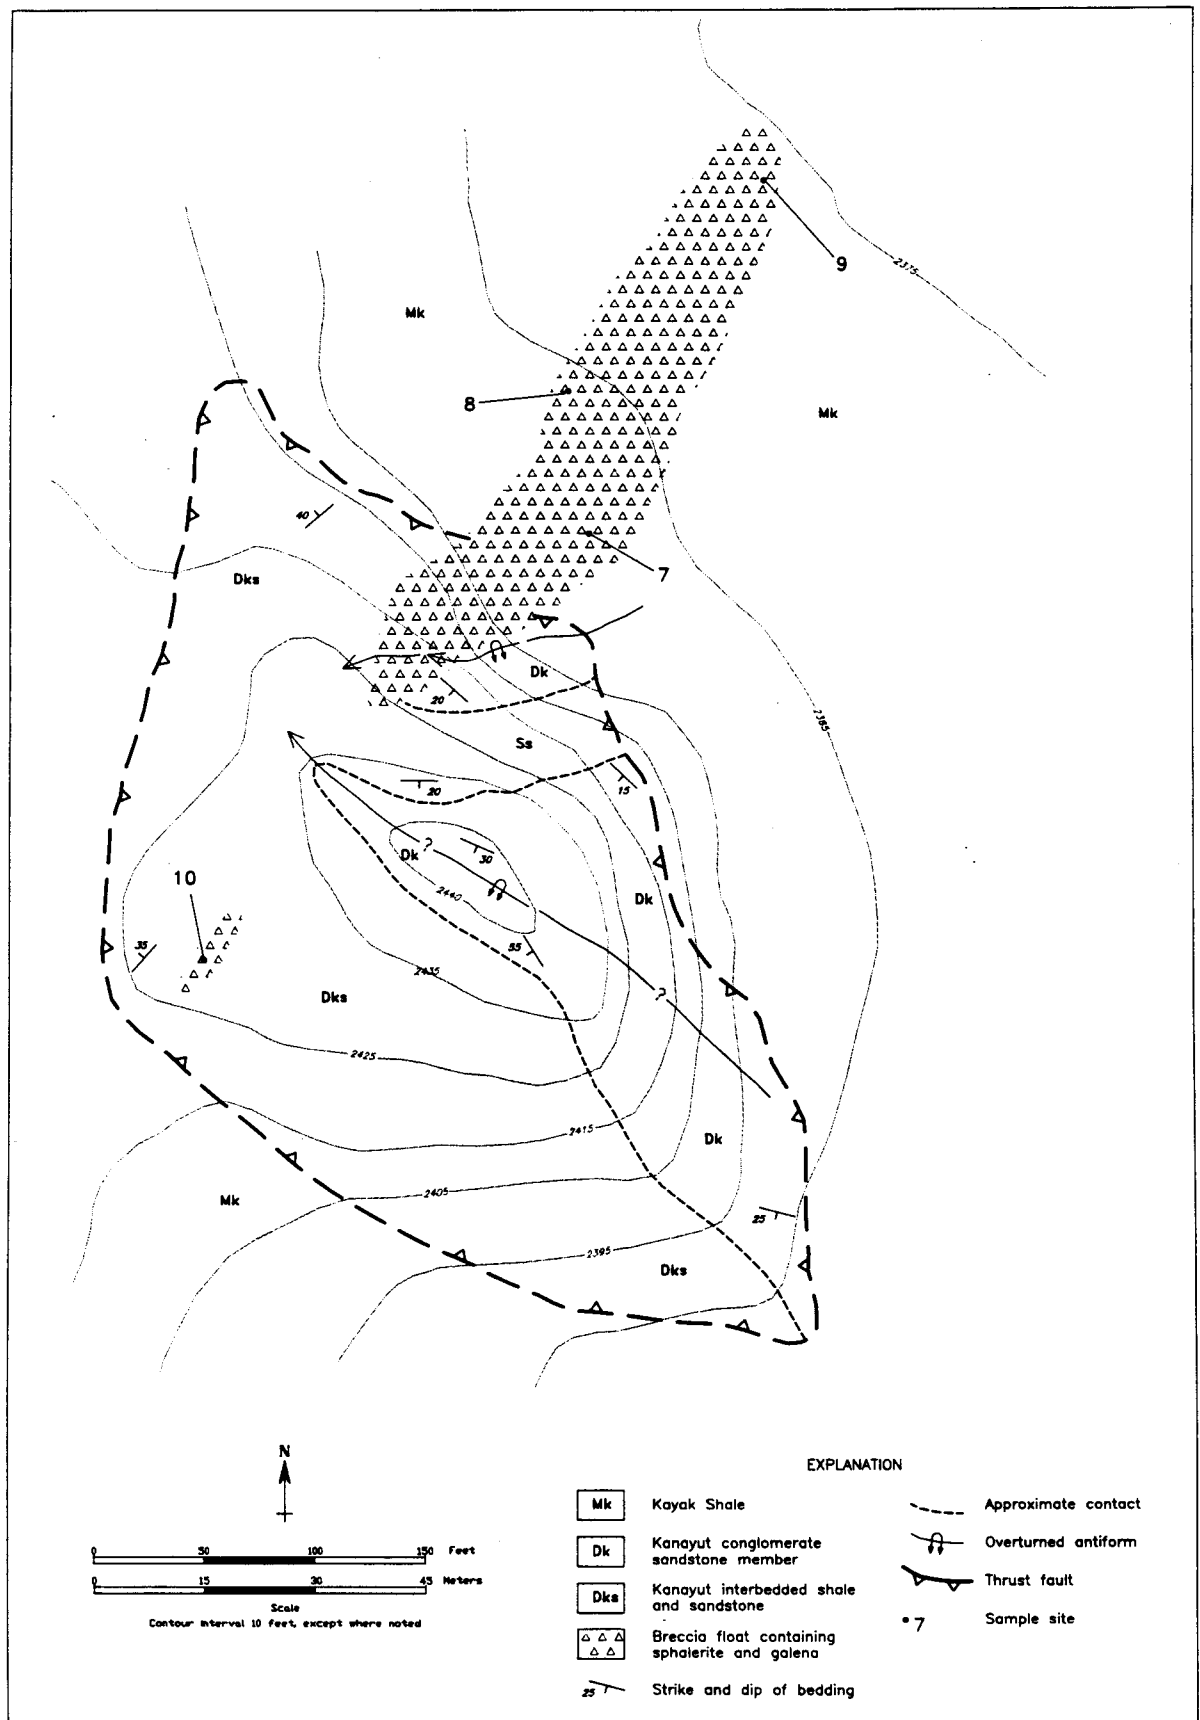 9
2375
Mk
8
Mk
40
7
Dks
Dk
20
Ss
2385
20
15
?
Dk
30
10
2440
Dk
35
55
2435
?
Dks
2425
2415
Dk
Mk
2405
25
2395
Dks
N
0 50 100 150 Feet
0 15 30 45 Meters
Scale
Contour interval 10 feet, except where noted
EXPLANATION
Mk Kayak Shale
Dk Kanayut conglomerate
sandstone member
Dks Kanayut interbedded shale
and sandstone
Breccia float containing
sphalerite and galena
25 Strike and dip of bedding
Approximate contact
Overturned antiform
Thrust fault
7 Sample site